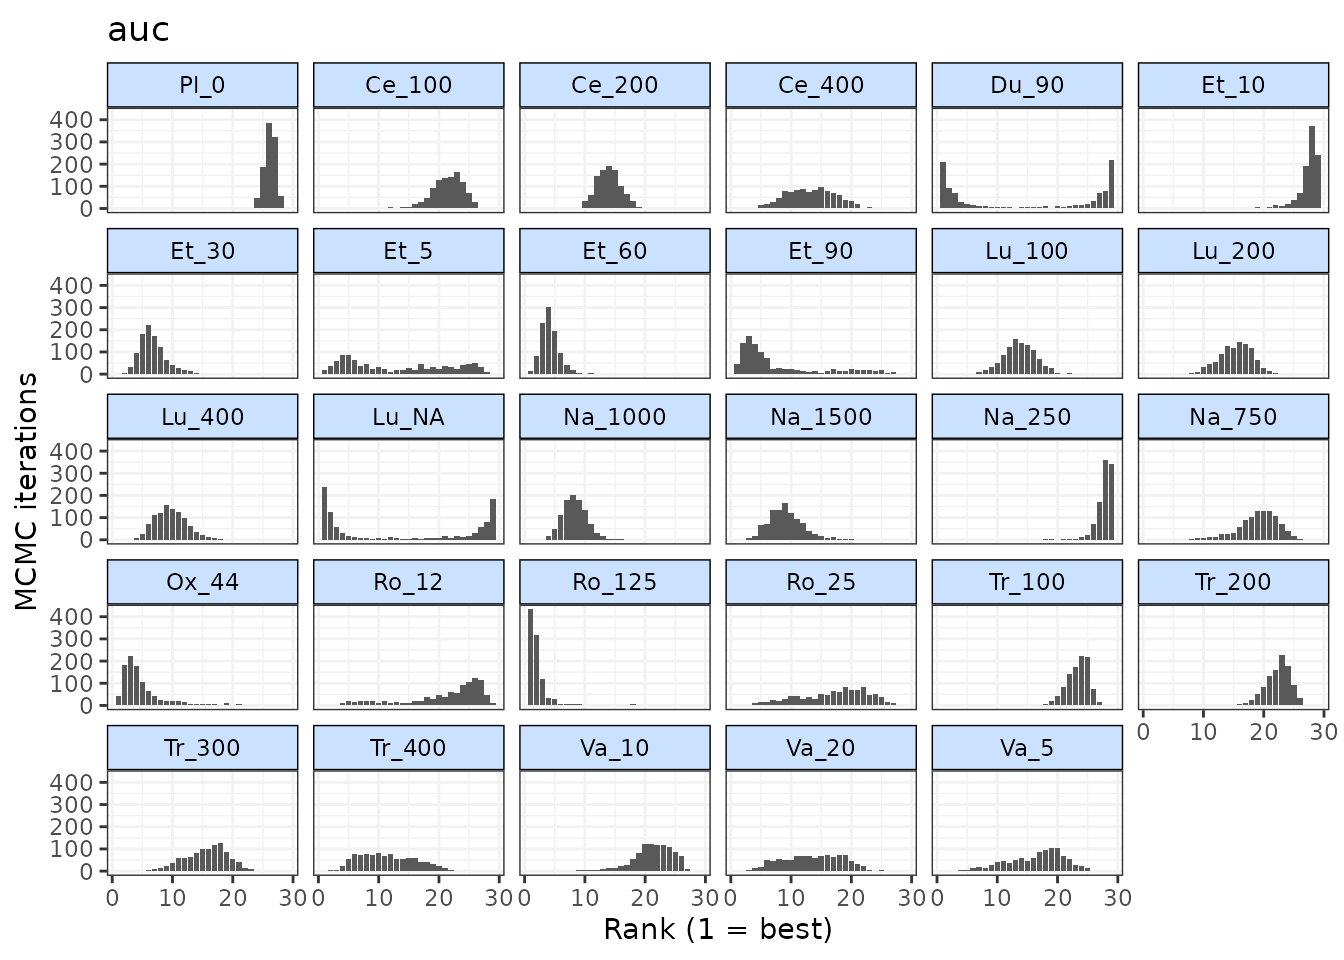 auc
Pl_0 Ce_100 Ce_200 Ce_400 Du_90 Et_10
400
300
200
100
0
Et_30 Et_5 Et_60 Et_90 Lu_100 Lu_200
400
300
200
100
0
Lu_400 Lu_NA Na_1000 Na_1500 Na_250 Na_750
400
300
200
100
0
Ox_44 Ro_12 Ro_125 Ro_25 Tr_100 Tr_200
400
300
200
100
0
0 10 20 30
Tr_300 Tr_400 Va_10 Va_20 Va_5
400
300
200
100
0
0 10 20 30 0 10 20 30 0 10 20 30 0 10 20 30 0 10 20 30
Rank (1 = best)
MCMC iterations